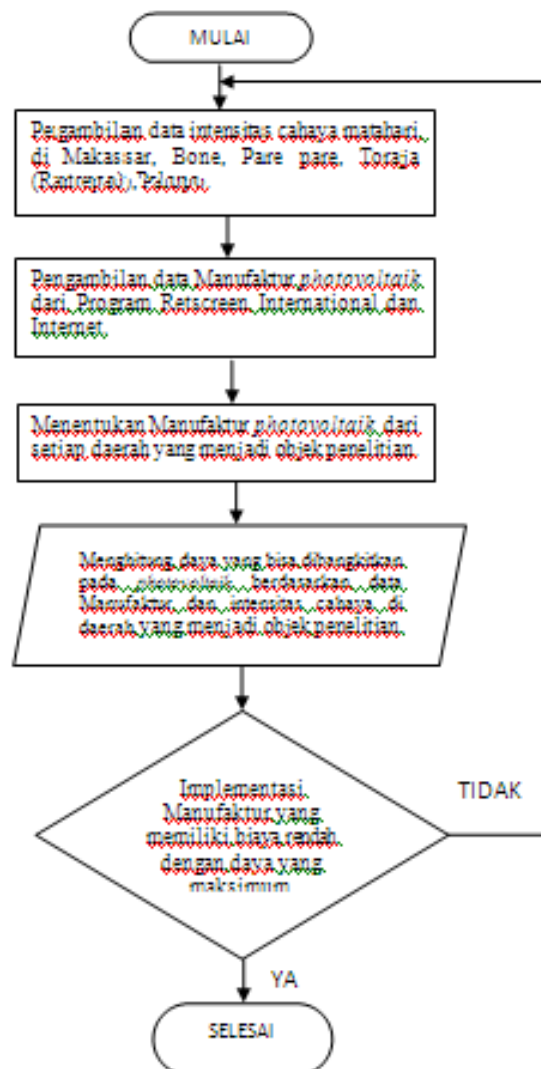 MULAI
Pegambilan data intensitas cahaya matahari,
di Makassar, Bone, Pare pare, Toraja
Pengambilan data Manufaktur photovoltaik
dari, Program Retscreen, International dan
Internet,
Menentukan Manufaktur photovoltaik dari
setiap daerah yang menjadi objek penelitian.
Menghitung daya yang bisa dibangkitkan
pada photovoltaik berdasarkan data
Manufaktur dan intensitas cahaya di
daerah yang menjadi objek penelitian.
Implementasi
Manufaktur yang
memiliki biaya rendah
dengan daya yang
maksimum
TIDAK
YA
SELESAI